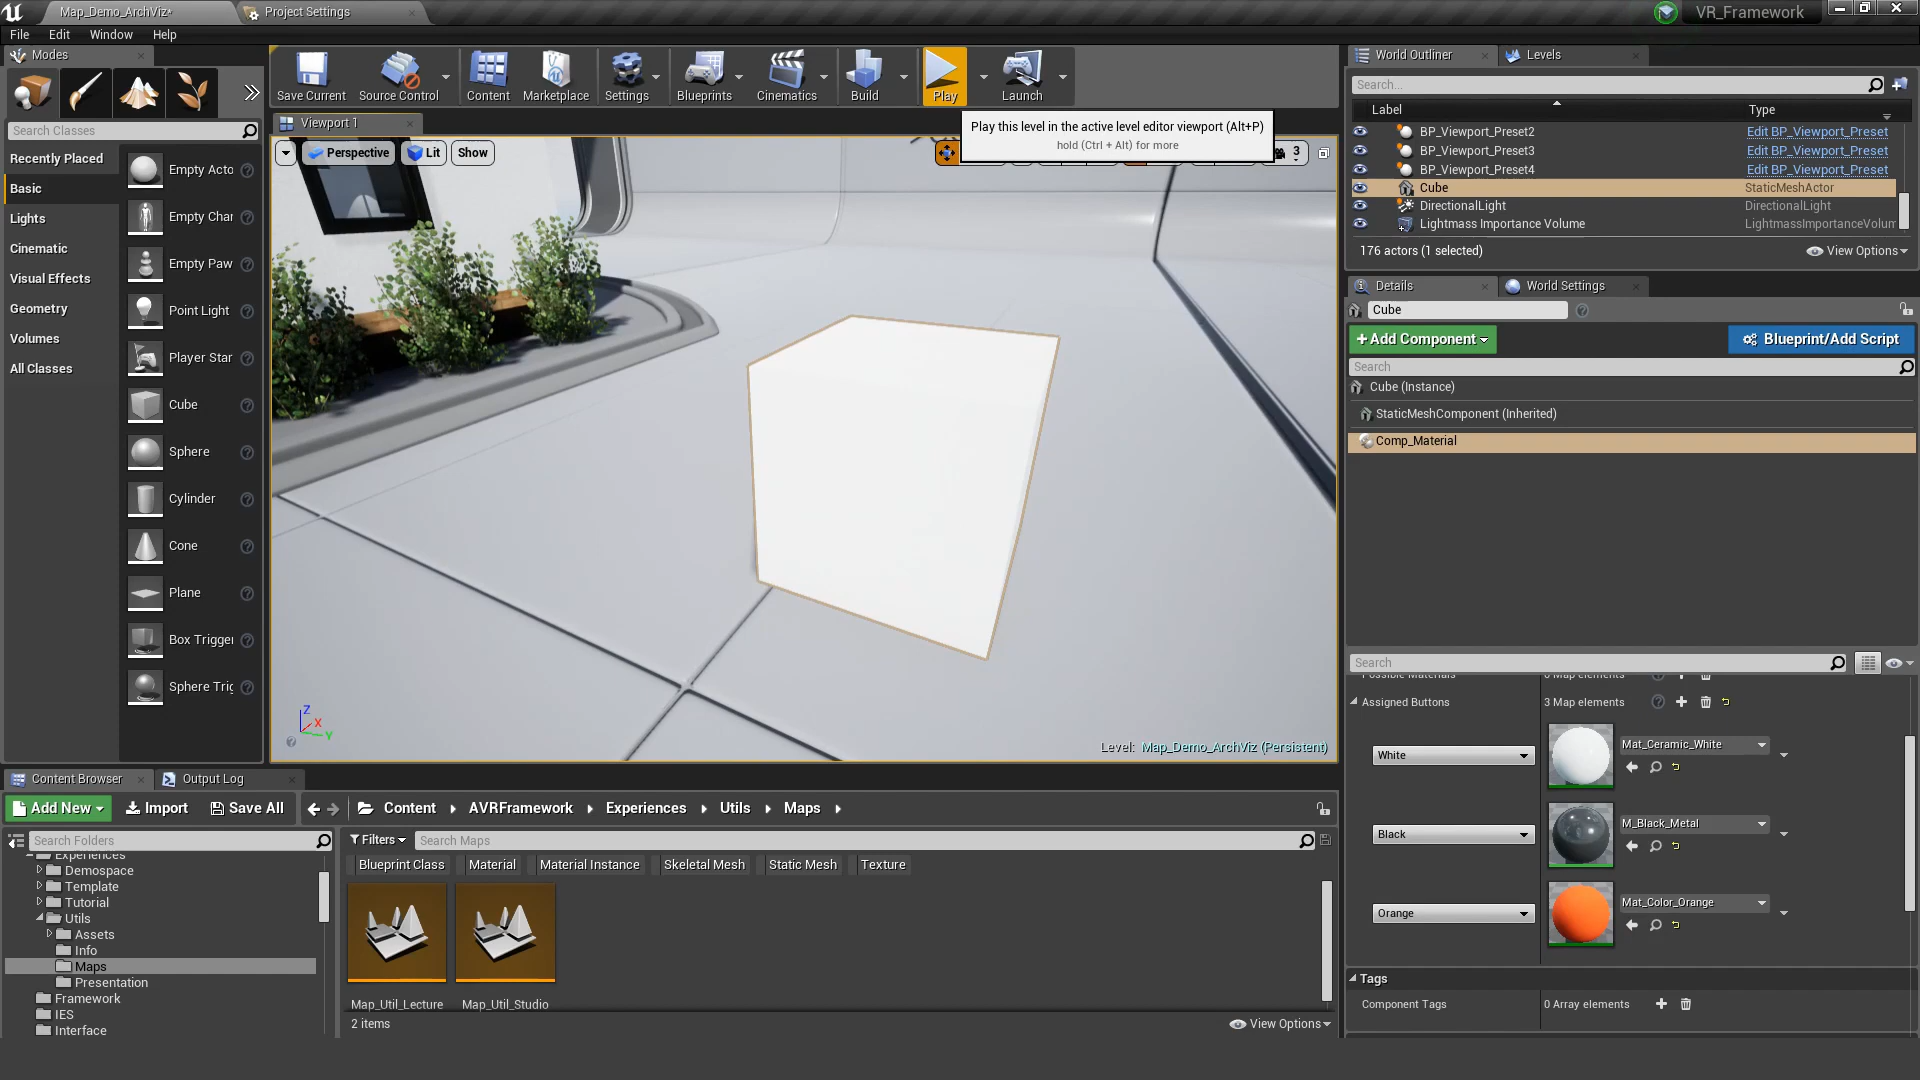 Map_Demo_ArchViz*
Project Settings
VR_Framework
File Edit Window Help
Modes
World Outliner
Levels
Save Current
Source Control
Content
Marketplace
Settings
Blueprints
Cinematics
Build
Play
Launch
Search...
Label
Type
Search Classes
Viewport 1
Play this level in the active level editor viewport (Alt+P)
hold (Ctrl + Alt) for more
BP_Viewport_Preset2 Edit BP_Viewport_Preset
BP_Viewport_Preset3 Edit BP_Viewport_Preset
BP_Viewport_Preset4 Edit BP_Viewport_Preset
Cube StaticMeshActor
DirectionalLight DirectionalLight
Lightmass Importance Volume LightmassImportanceVolum
176 actors (1 selected)
View Options
Perspective
Lit
Show
3
Recently Placed
Basic
Lights
Cinematic
Visual Effects
Geometry
Volumes
All Classes
Empty Acto
Empty Char
Empty Paw
Point Light
Player Star
Cube
Sphere
Cylinder
Cone
Plane
Box Trigger
Sphere Trig
Details
World Settings
Cube
+ Add Component
Blueprint/Add Script
Search
Cube (Instance)
StaticMeshComponent (Inherited)
Comp_Material
Z
X
Y
Level: Map_Demo_ArchViz (Persistent)
Search
Assigned Buttons
3 Map elements
White
Mat_Ceramic_White
Black
M_Black_Metal
Orange
Mat_Color_Orange
Tags
Component Tags
0 Array elements
Content Browser
Output Log
Add New
Import
Save All
Content
AVRFramework
Experiences
Utils
Maps
Search Folders
Filters
Search Maps
Experiences
Demospace
Template
Tutorial
Utils
Assets
Info
Maps
Presentation
Framework
IES
Interface
Blueprint Class
Material
Material Instance
Skeletal Mesh
Static Mesh
Texture
Map_Util_Lecture
Map_Util_Studio
2 items
View Options